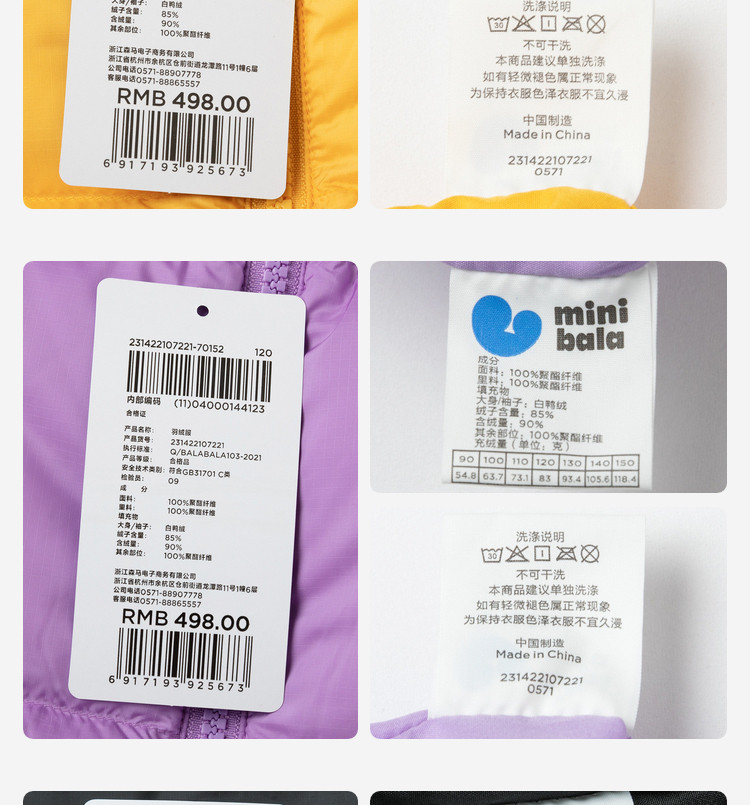 大身/袖子: 白鸭绒
绒子含量: 85%
含绒量: 90%
其余部位: 100%聚酯纤维
浙江森马电子商务有限公司
浙江省杭州市余杭区仓前街道龙潭路11号1幢6层
公司电话0571-88907778
客服电话0571-88865557
RMB 498.00
6 917193 925673
洗涤说明
30
不可干洗
本商品建议单独洗涤
如有轻微褪色属正常现象
为保持衣服色泽衣服不宜久浸
中国制造
Made in China
231422107221
0571
231422107221-70152 120
内部编码 (11)04000144123
合格证
产品名称: 羽绒服
产品货号: 231422107221
执行标准: Q/BALABALA103-2021
产品等级: 合格品
安全技术类别: 符合GB31701 C类
检验员: 09
成 分
面料: 100%聚酯纤维
里料: 100%聚酯纤维
填充物
大身/袖子: 白鸭绒
绒子含量: 85%
含绒量: 90%
其余部位: 100%聚酯纤维
浙江森马电子商务有限公司
浙江省杭州市余杭区仓前街道龙潭路11号1幢6层
公司电话0571-88907778
客服电话0571-88865557
RMB 498.00
6 917193 925673
mini
bala
成分
面料: 100%聚酯纤维
里料: 100%聚酯纤维
填充物
大身/袖子: 白鸭绒
绒子含量: 85%
含绒量: 90%
其余部位: 100%聚酯纤维
充绒量(单位: 克)
90 100 110 120 130 140 150
54.8 63.7 73.1 83 93.4 105.6 118.4
洗涤说明
30
不可干洗
本商品建议单独洗涤
如有轻微褪色属正常现象
为保持衣服色泽衣服不宜久浸
中国制造
Made in China
231422107221
0571